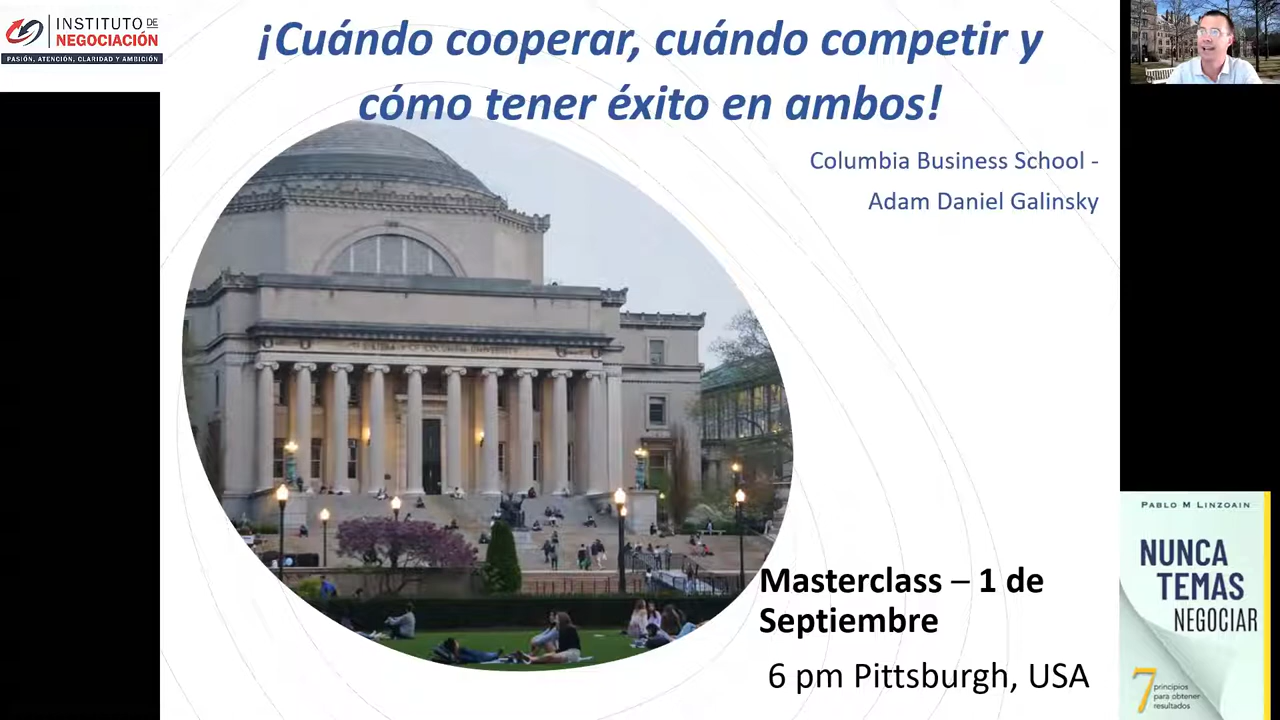 INSTITUTO DE
NEGOCIACIÓN
PASIÓN, ATENCIÓN, CLARIDAD Y AMBICIÓN
¡Cuándo cooperar, cuándo competir y
cómo tener éxito en ambos!
Columbia Business School -
Adam Daniel Galinsky
Masterclass – 1 de
Septiembre
6 pm Pittsburgh, USA
PABLO M LINZOAIN
NUNCA
TEMAS
NEGOCIAR
7 principios
para obtener
resultados